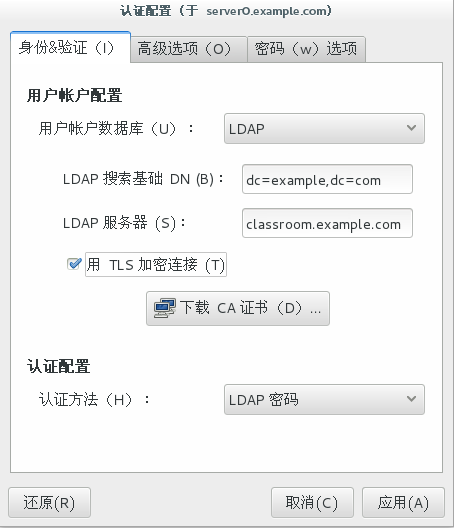 认证配置（于 server0.example.com）
身份&验证（I） 高级选项（O） 密码（w）选项
用户帐户配置
用户帐户数据库（U）： LDAP
LDAP 搜索基础 DN (B)： dc=example,dc=com
LDAP 服务器（S）： classroom.example.com
用 TLS 加密连接（T)
下载 CA 证书（D）...
认证配置
认证方法（H）： LDAP 密码
还原(R) 取消(C) 应用(A)